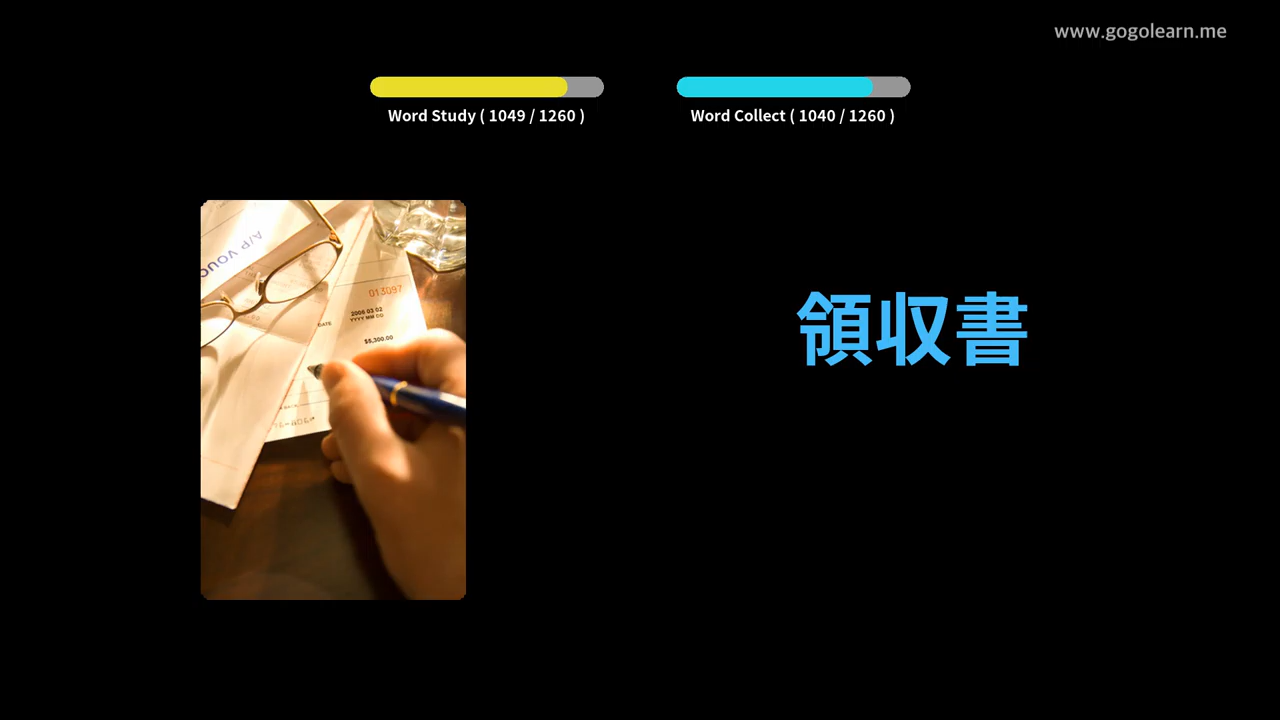 www.gogolearn.me
Word Study ( 1049 / 1260 )
Word Collect ( 1040 / 1260 )
A/P VOUC
013097
DATE
2006 03 02
YYYY MM DD
$5,300.00
領収書